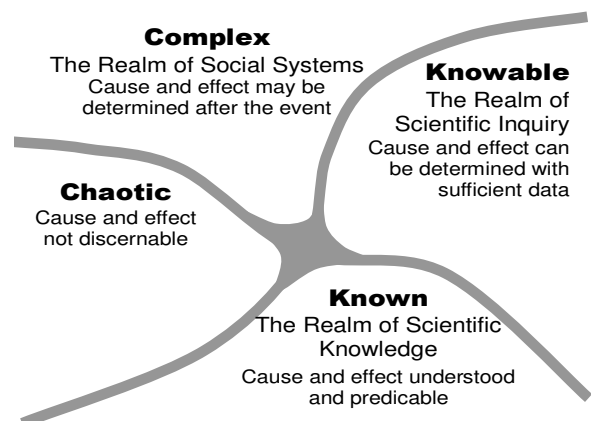 Complex
The Realm of Social Systems
Cause and effect may be
determined after the event
Knowable
The Realm of
Scientific Inquiry
Cause and effect can
be determined with
sufficient data
Chaotic
Cause and effect
not discernable
Known
The Realm of Scientific
Knowledge
Cause and effect understood
and predicable